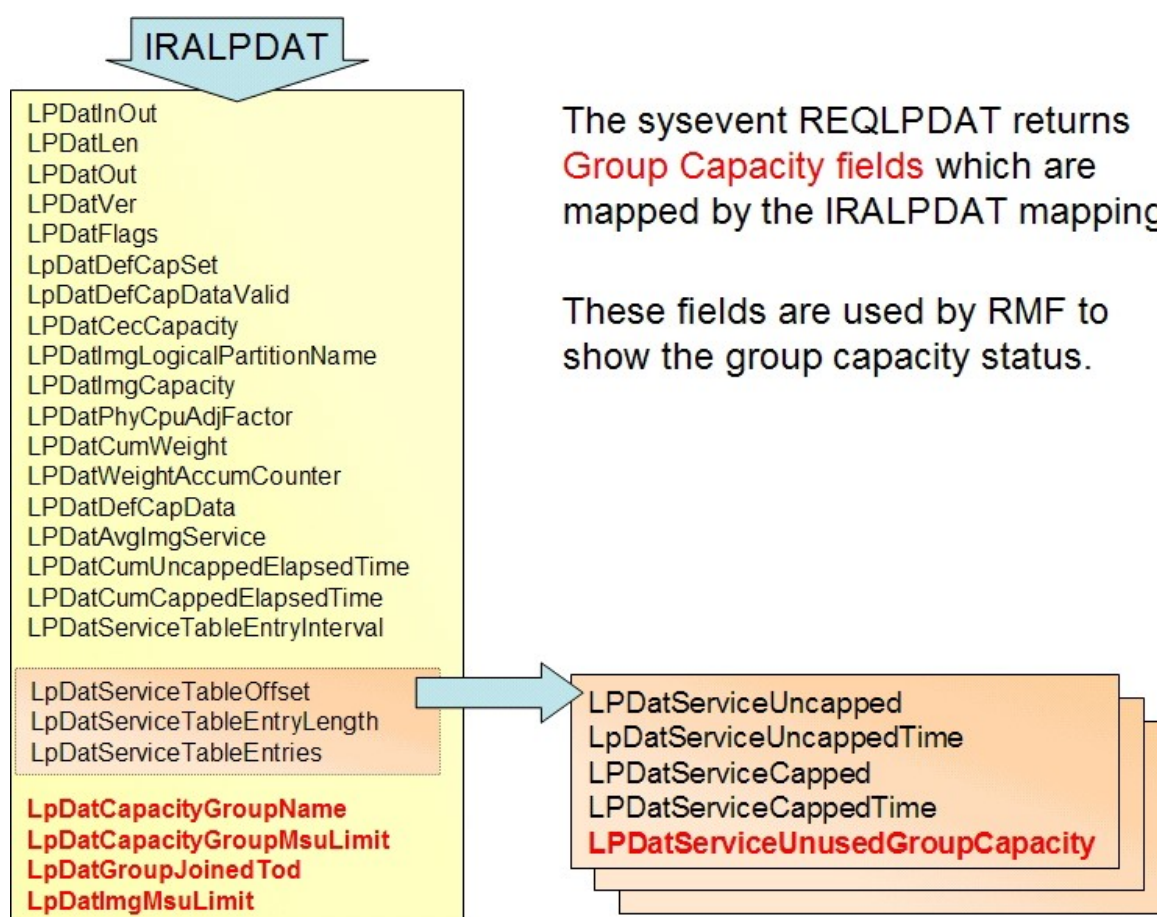 IRALPDAT
LPDatInOut
LPDatLen
LPDatOut
LPDatVer
LPDatFlags
LpDatDefCapSet
LpDatDefCapDataValid
LPDatCecCapacity
LPDatImgLogicalPartitionName
LPDatImgCapacity
LPDatPhyCpuAdjFactor
LPDatCumWeight
LPDatWeightAccumCounter
LPDatDefCapData
LPDatAvgImgService
LPDatCumUncappedElapsedTime
LPDatCumCappedElapsedTime
LPDatServiceTableEntryInterval
LpDatServiceTableOffset
LpDatServiceTableEntryLength
LpDatServiceTableEntries
LpDatCapacityGroupName
LpDatCapacityGroupMsuLimit
LpDatGroupJoinedTod
LpDatImgMsuLimit
The sysevent REQLPDAT returns
Group Capacity fields which are
mapped by the IRALPDAT mapping
These fields are used by RMF to
show the group capacity status.
LPDatServiceUncapped
LpDatServiceUncappedTime
LPDatServiceCapped
LPDatServiceCappedTime
LPDatServiceUnusedGroupCapacity